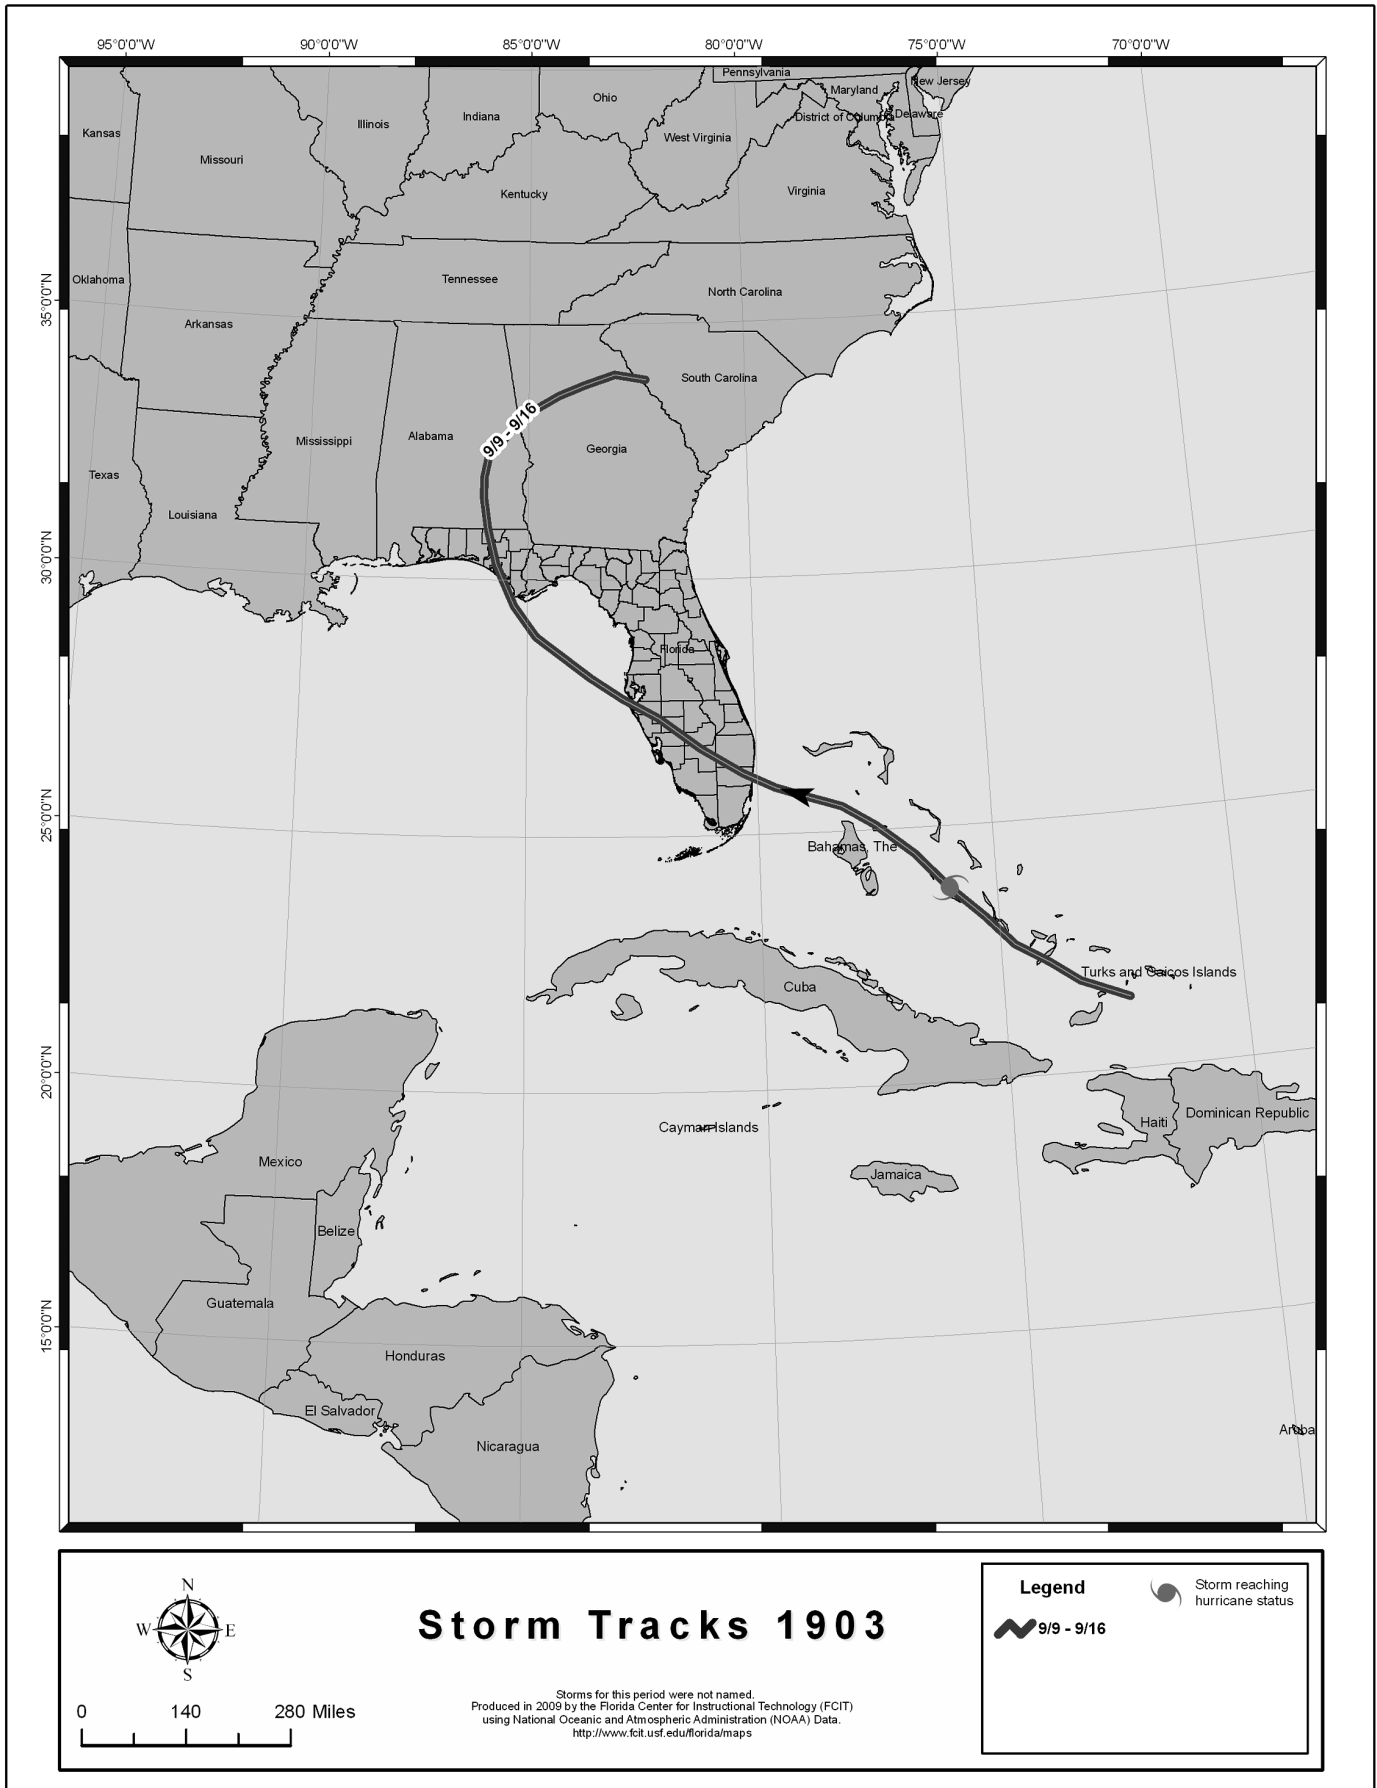 95°0'0"W 90°0'0"W 85°0'0"W 80°0'0"W 75°0'0"W 70°0'0"W
Pennsylvania
New Jersey
Maryland
Ohio
Delaware
District of Columbia
Indiana
Illinois
Kansas
West Virginia
Missouri
Virginia
Kentucky
35°0'0"N
Oklahoma
Tennessee
North Carolina
Arkansas
South Carolina
9/9 - 9/16
Alabama
Mississippi
Georgia
Texas
Louisiana
30°0'0"N
Florida
25°0'0"N
Bahamas, The
Turks and Caicos Islands
Cuba
20°0'0"N
Dominican Republic
Haiti
Cayman Islands
Mexico
Jamaica
Belize
Guatemala
15°0'0"N
Honduras
El Salvador
Aruba
Nicaragua
N
W E
S
0 140 280 Miles
Storm Tracks 1903
Storms for this period were not named.
Produced in 2009 by the Florida Center for Instructional Technology (FCIT)
using National Oceanic and Atmospheric Administration (NOAA) Data.
http://www.fcit.usf.edu/florida/maps
Legend
9/9 - 9/16
Storm reaching
hurricane status